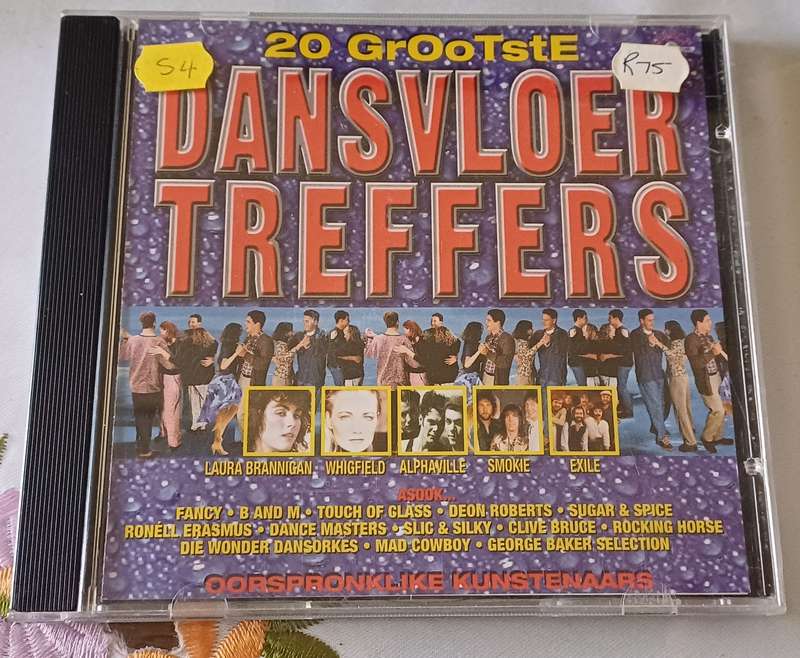 20 GrOoTstE
S4
R75
DANSVLOER
TREFFERS
LAURA BRANNIGAN WHIGFIELD ALPHAVILLE SMOKIE EXILE
ASOOK...
FANCY • B AND M • TOUCH OF CLASS • DEON ROBERTS • SUGAR & SPICE
RONÉLL ERASMUS • DANCE MASTERS • SLIC & SILKY • CLIVE BRUCE • ROCKING HORSE
DIE WONDER DANSORKES • MAD COWBOY • GEORGE BAKER SELECTION
OORSPRONKLIKE KUNSTENAARS